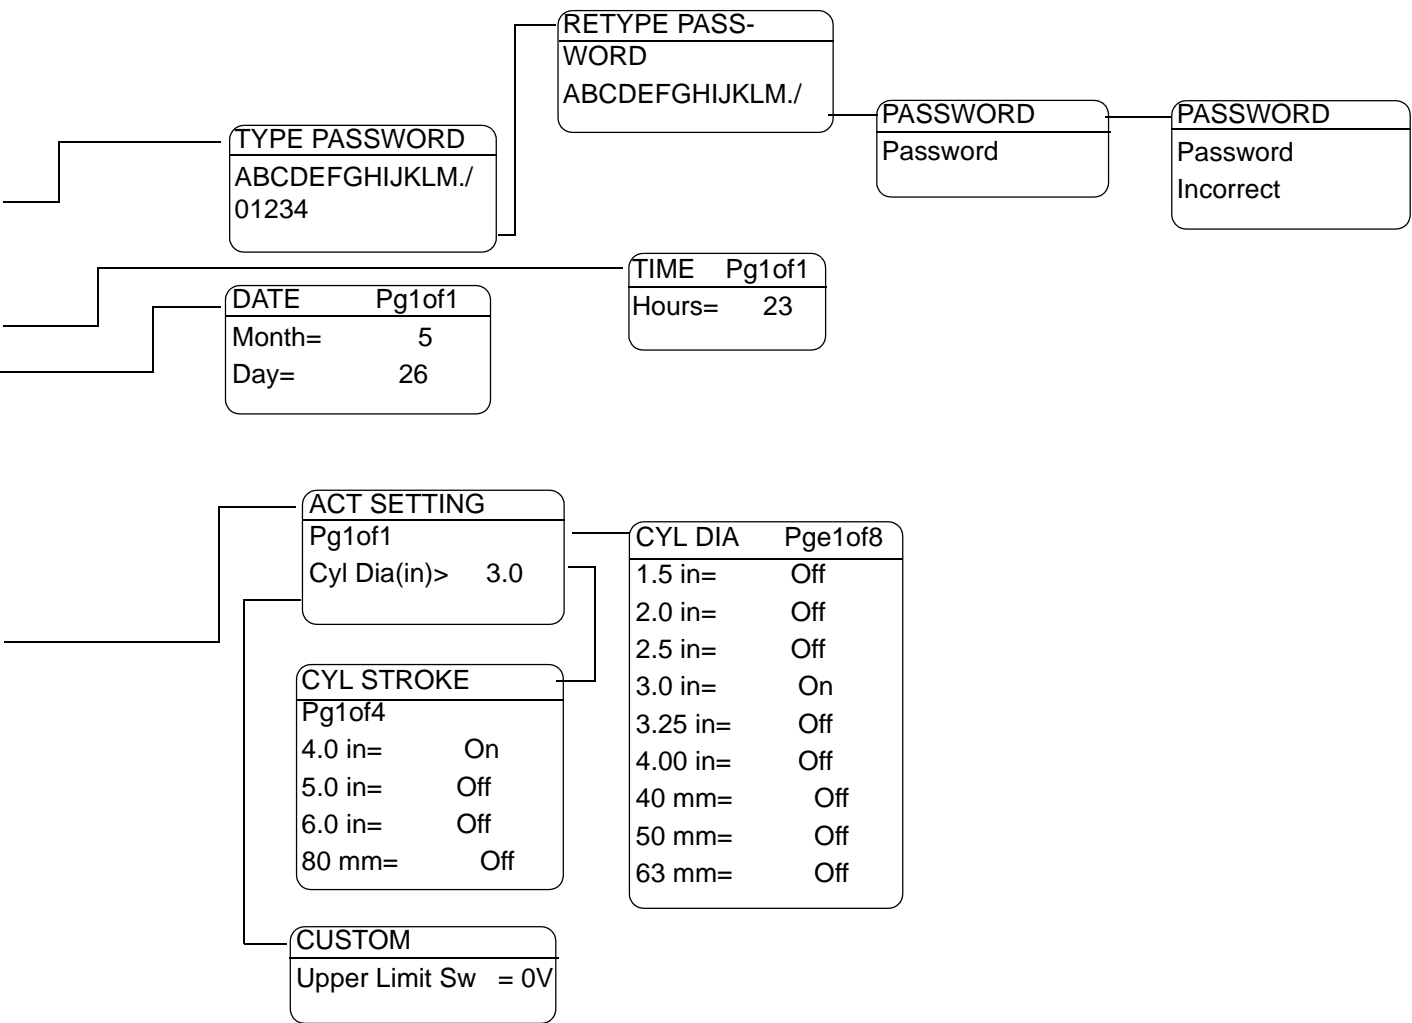 RETYPE PASS-
WORD
ABCDEFGHIJKLM./
PASSWORD
Password
PASSWORD
Password
Incorrect
TYPE PASSWORD
ABCDEFGHIJKLM./
01234
TIME Pg1of1
Hours= 23
DATE Pg1of1
Month= 5
Day= 26
ACT SETTING
Pg1of1
Cyl Dia(in)> 3.0
CYL DIA Pge1of8
1.5 in= Off
2.0 in= Off
2.5 in= Off
3.0 in= On
3.25 in= Off
4.00 in= Off
40 mm= Off
50 mm= Off
63 mm= Off
CYL STROKE
Pg1of4
4.0 in= On
5.0 in= Off
6.0 in= Off
80 mm= Off
CUSTOM
Upper Limit Sw = 0V